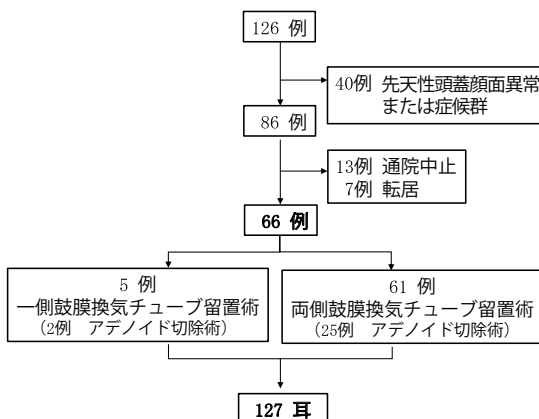 126 例
40例 先天性頭蓋顔面異常
または症候群
86 例
13例 通院中止
7例 転居
66 例
5 例
一側鼓膜換気チューブ留置術
（2例　アデノイド切除術）
61 例
両側鼓膜換気チューブ留置術
（25例　アデノイド切除術）
127 耳